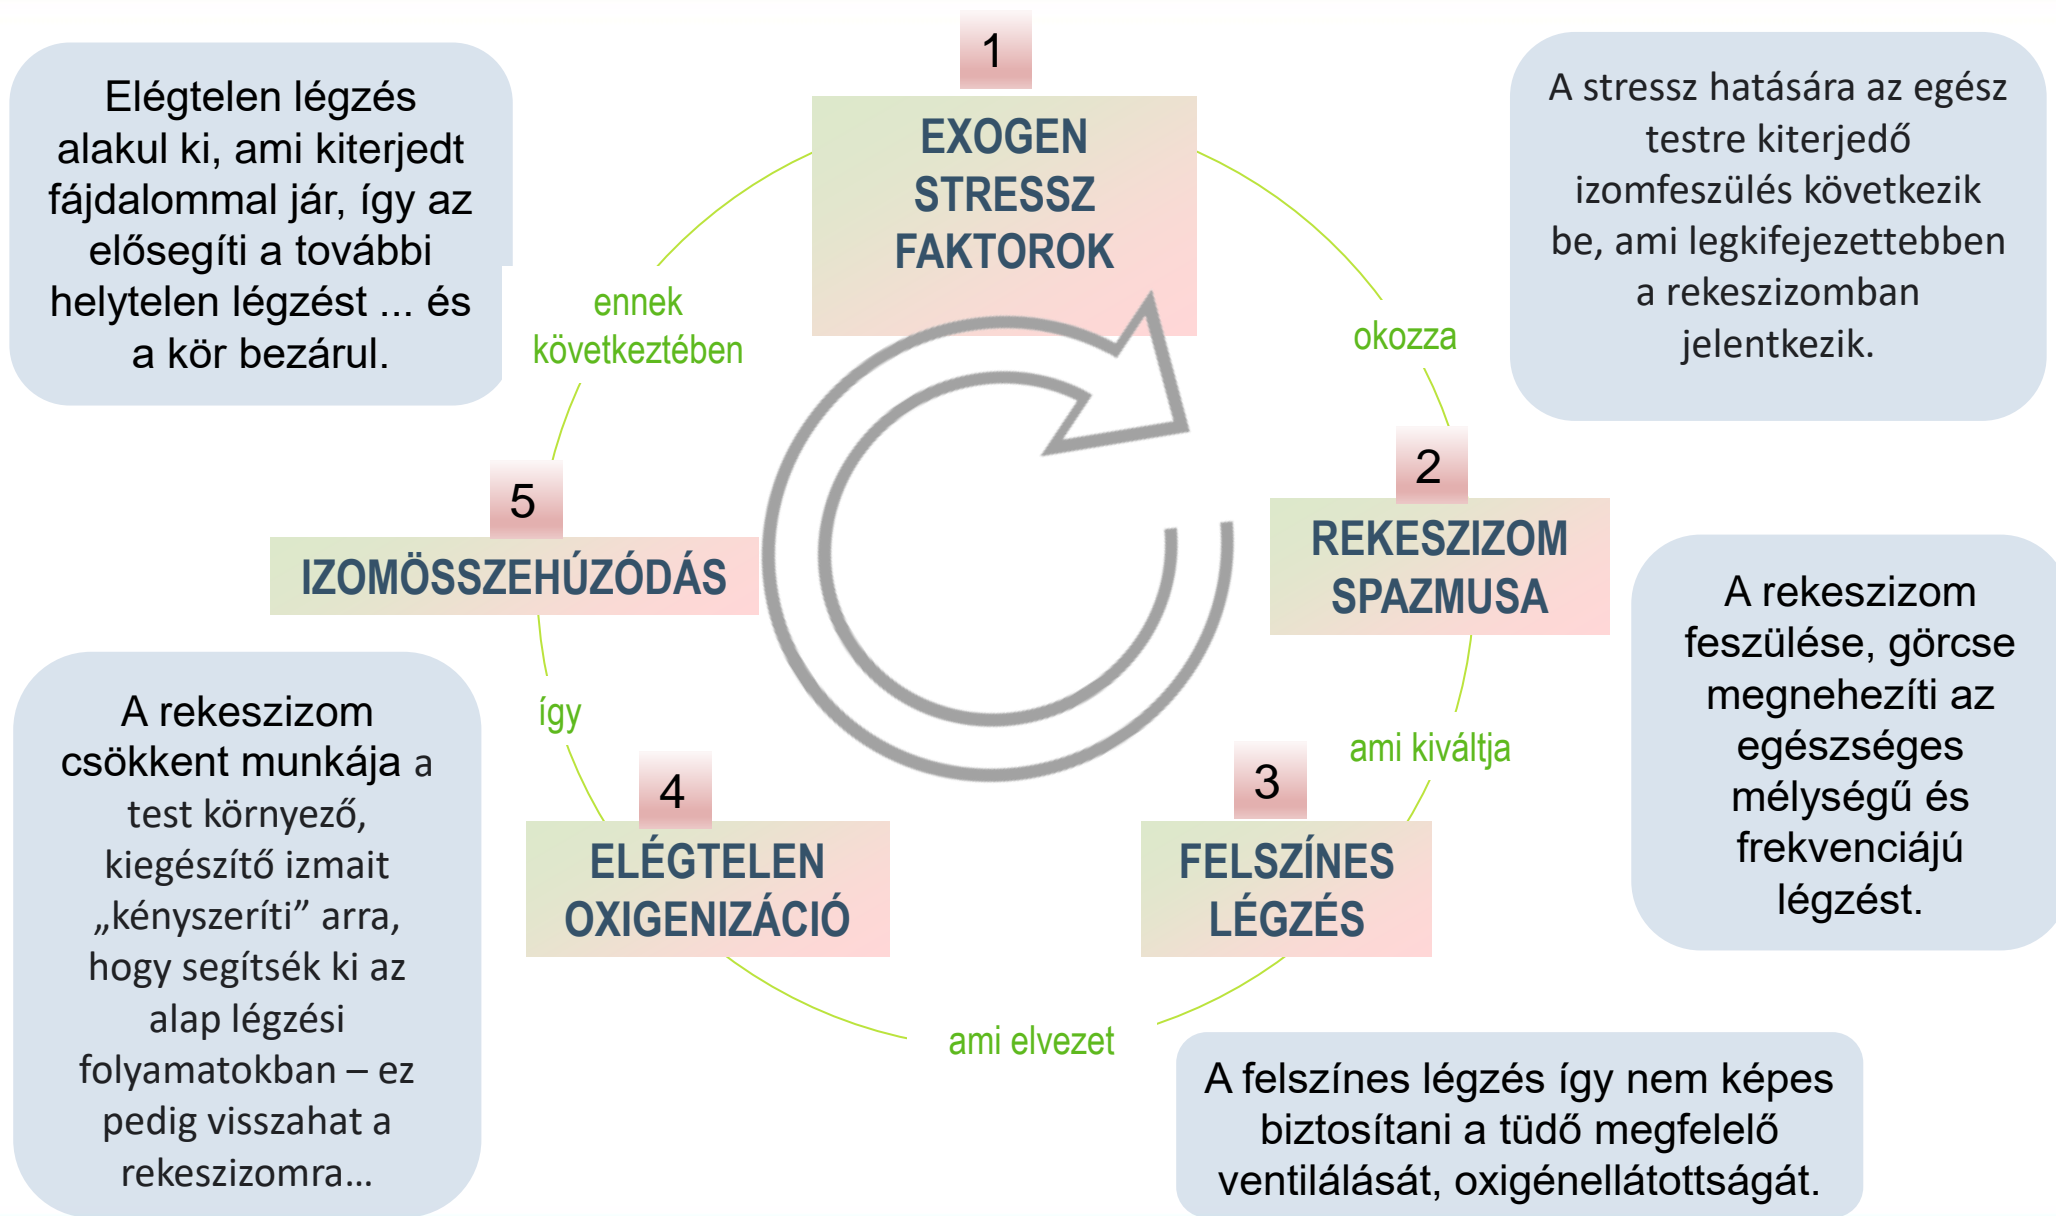 1
EXOGEN
STRESSZ
FAKTOROK
A stressz hatására az egész
testre kiterjedő
izomfeszülés következik
be, ami legkifejezettebben
a rekeszizomban
jelentkezik.
okozza
2
REKESZIZOM
SPAZMUSA
A rekeszizom
feszülése, görcse
megnehezíti az
egészséges
mélységű és
frekvenciájú
légzést.
ami kiváltja
3
FELSZÍNES
LÉGZÉS
A felszínes légzés így nem képes
biztosítani a tüdő megfelelő
ventilálását, oxigénellátottságát.
ami elvezet
4
ELÉGTELEN
OXIGENIZÁCIÓ
A rekeszizom
csökkent munkája a
test környező,
kiegészítő izmait
„kényszeríti” arra,
hogy segítsék ki az
alap légzési
folyamatokban – ez
pedig visszahat a
rekeszizomra...
így
5
IZOMÖSSZEHÚZÓDÁS
ennek
következtében
Elégtelen légzés
alakul ki, ami kiterjedt
fájdalommal jár, így az
elősegíti a további
helytelen légzést ... és
a kör bezárul.